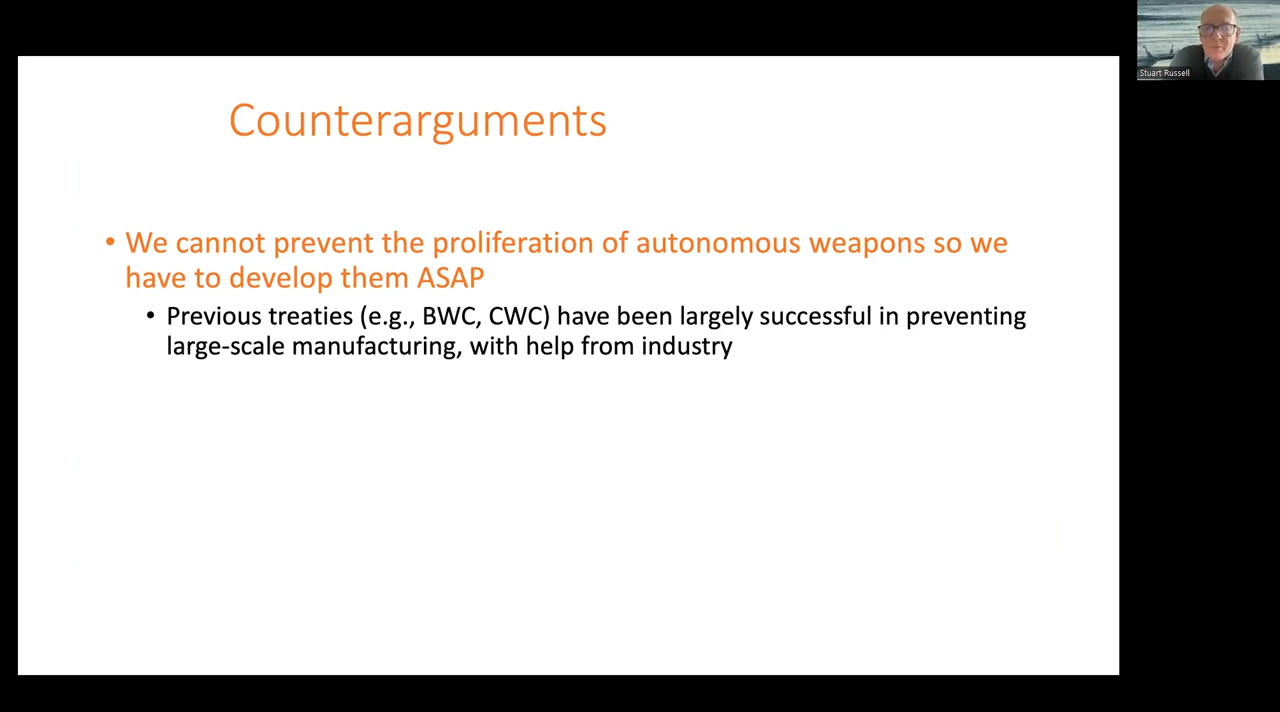 Stuart Russell
Counterarguments
• We cannot prevent the proliferation of autonomous weapons so we
have to develop them ASAP
• Previous treaties (e.g., BWC, CWC) have been largely successful in preventing
large-scale manufacturing, with help from industry